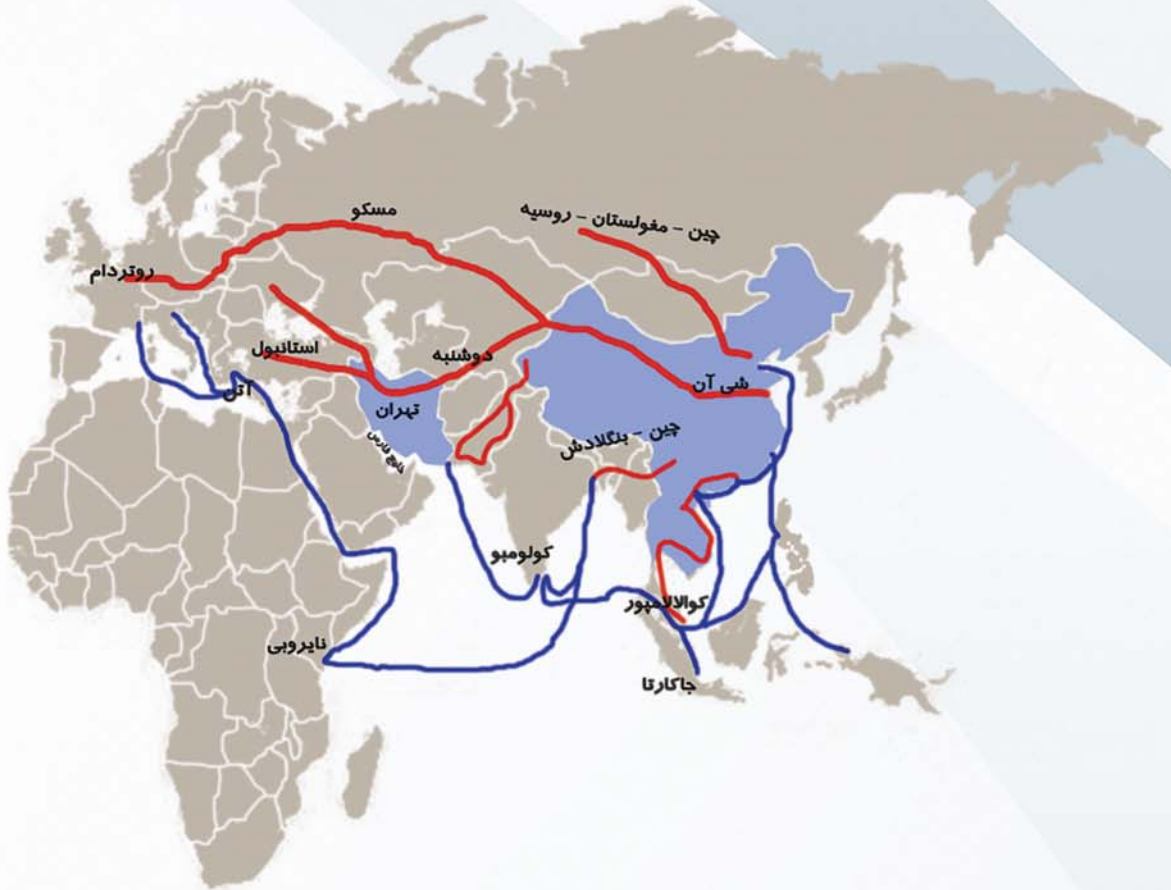 مسکو
چین - مغولستان - روسیه
روتردام
استانبول
دوشنبه
شی آن
آتن
تهران
خلیج فارس
چین - بنگلادش
کولومبو
کوالالامپور
نایروبی
جاکارتا